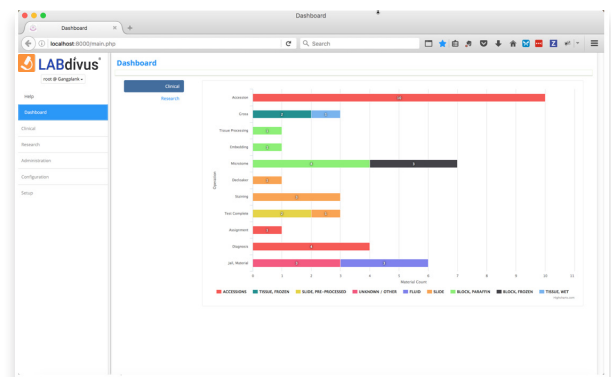 Dashboard
Dashboard
localhost:8000/main.php
Search
LABdivus
root @ Gangplank
Dashboard
Help
Dashboard
Clinical
Research
Administration
Configuration
Setup
Clinical
Research
Accession
Gross
Tissue Processing
Embedding
Microtome
Destination
Staining
Test Complete
Assignment
Diagnosis
Operation
0 1 2 3 4 5 6 7 8 9 10 11
Material Count
ACCESSIONS TISSUE, FROZEN SLIDE, PRE-PROCESSED UNKNOWN / OTHER FLUID SLIDE BLOCK, PARAFFIN BLOCK, FROZEN TISSUE, WET
Highcharts.com